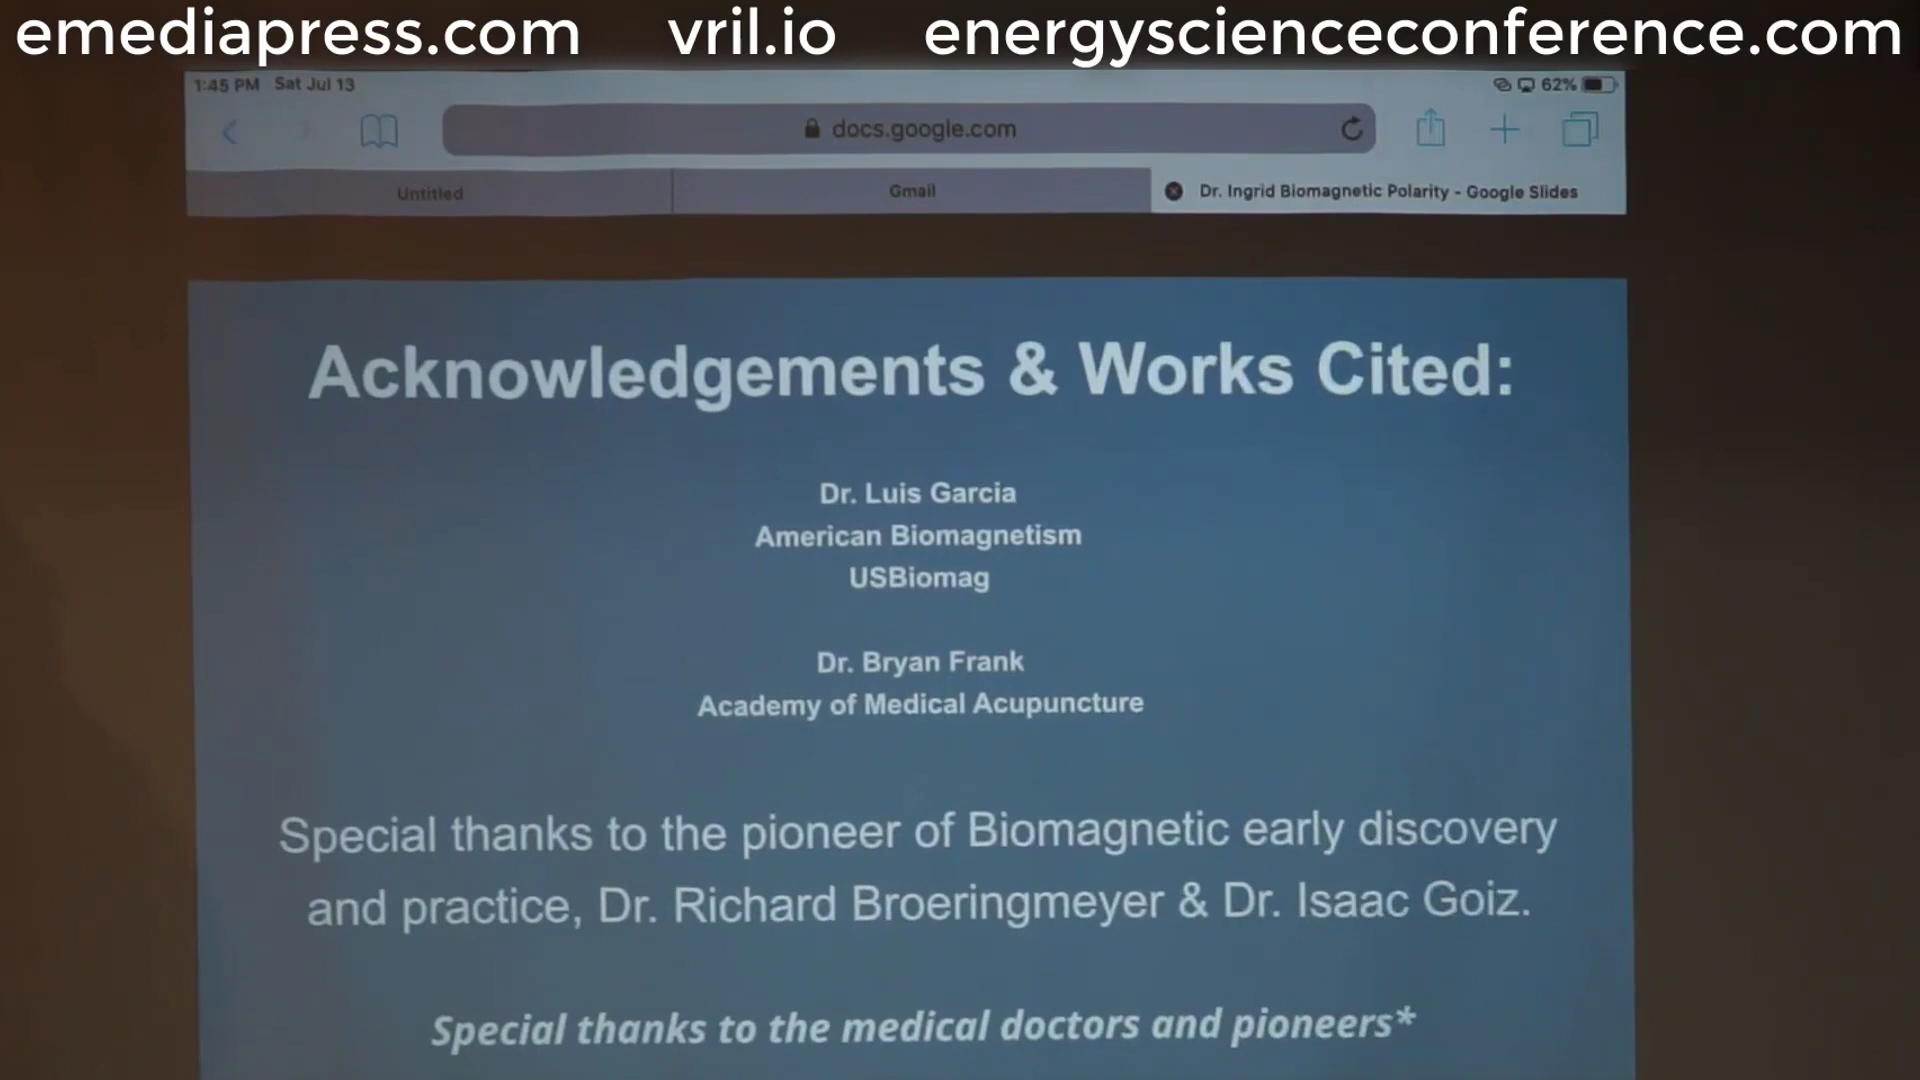 emediapress.com vril.io energyscienceconference.com
1:45 PM Sat Jul 13 62%
docs.google.com
Untitled Gmail Dr. Ingrid Biomagnetic Polarity - Google Slides
Acknowledgements & Works Cited:
Dr. Luis Garcia
American Biomagnetism
USBiomag
Dr. Bryan Frank
Academy of Medical Acupuncture
Special thanks to the pioneer of Biomagnetic early discovery
and practice, Dr. Richard Broeringmeyer & Dr. Isaac Goiz.
Special thanks to the medical doctors and pioneers*